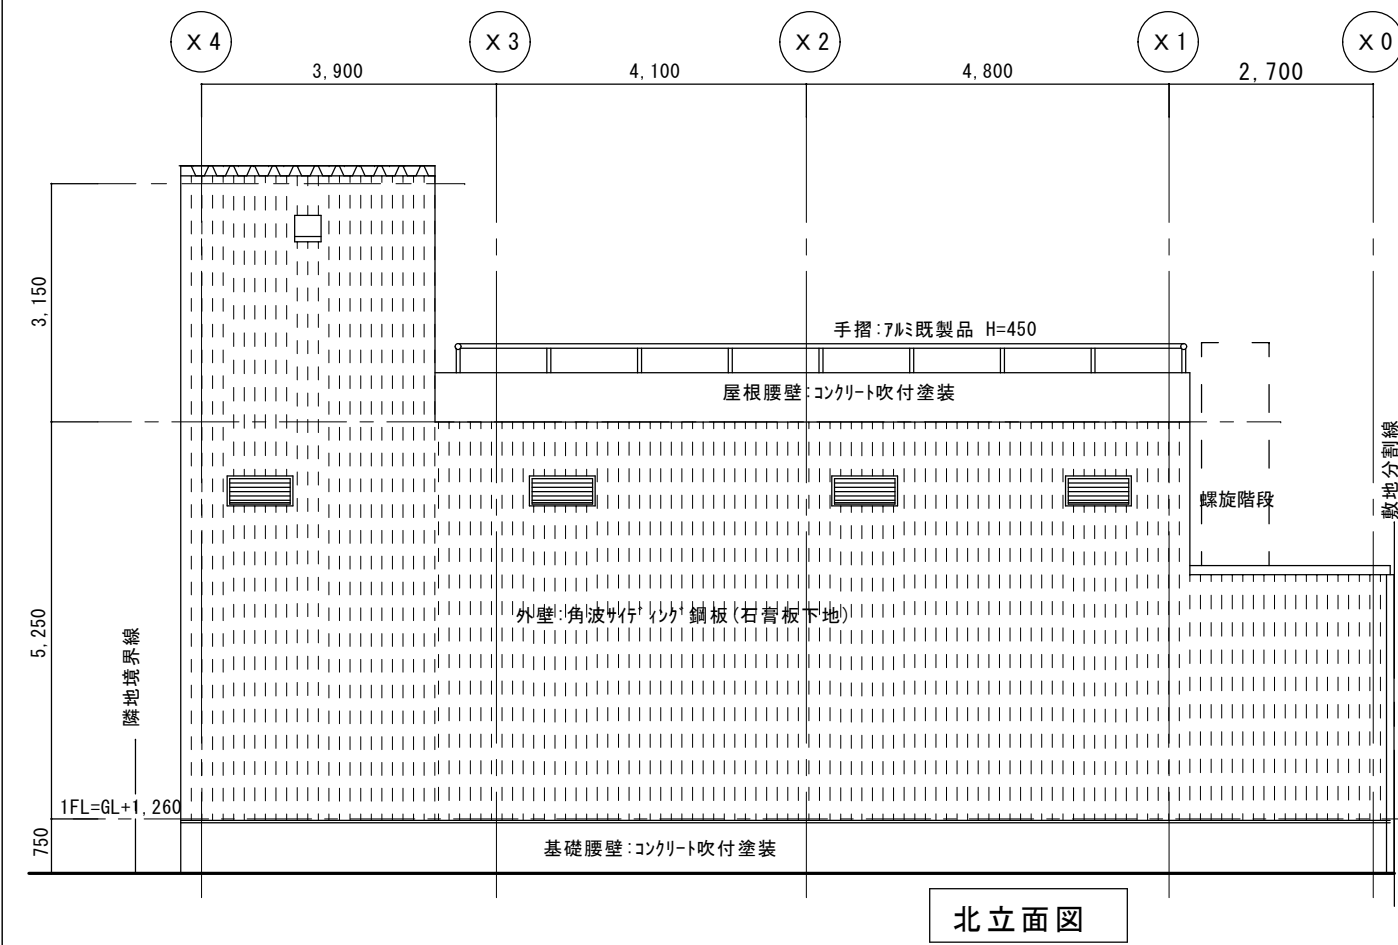 X4
X3
X2
X1
X0
3,900
4,100
4,800
2,700
3,150
手摺:アルミ既製品 H=450
屋根腰壁:コンクリート吹付塗装
敷地分割線
螺旋階段
外壁:角波サイディング鋼板(石膏板下地)
5,250
隣地境界線
1FL=GL+1,260
750
基礎腰壁:コンクリート吹付塗装
北立面図